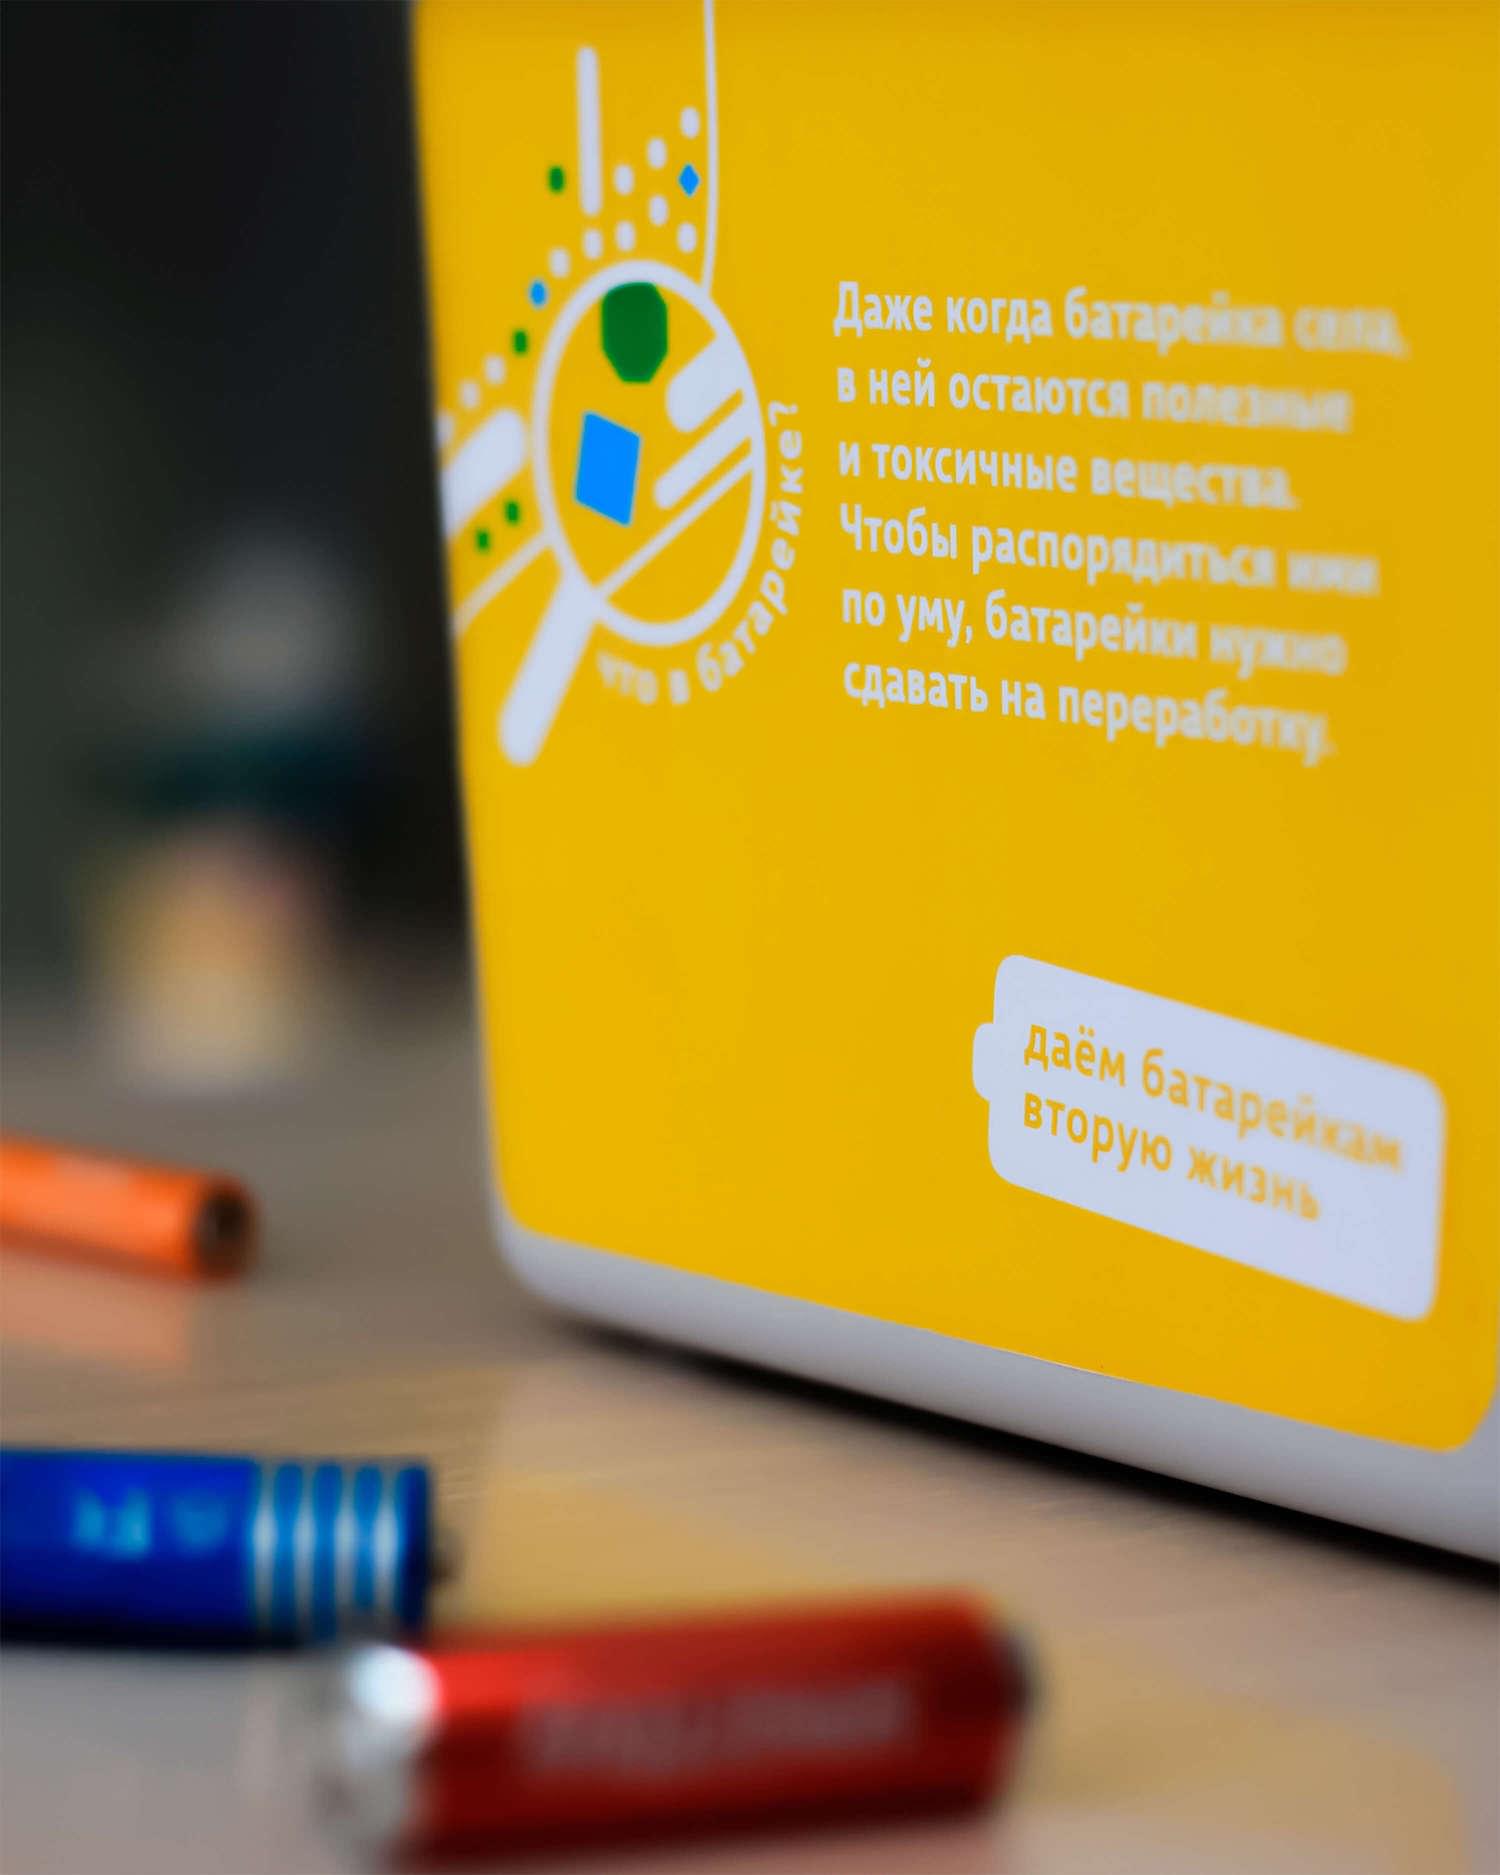 что в батарейке?
Даже когда батарейка села,
в ней остаются полезные
и токсичные вещества.
Чтобы распорядиться ими
по уму, батарейки нужно
сдавать на переработку.
даём батарейкам
вторую жизнь